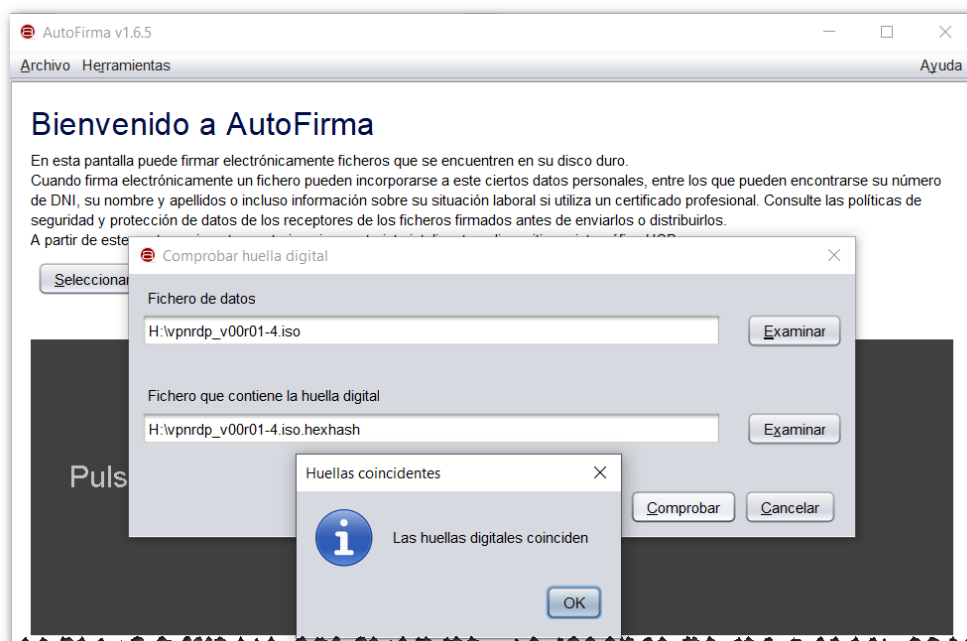 AutoFirma v1.6.5
Archivo Herramientas Ayuda
Bienvenido a AutoFirma
En esta pantalla puede firmar electrónicamente ficheros que se encuentren en su disco duro.
Cuando firma electrónicamente un fichero pueden incorporarse a este ciertos datos personales, entre los que pueden encontrarse su número
de DNI, su nombre y apellidos o incluso información sobre su situación laboral si utiliza un certificado profesional. Consulte las políticas de
seguridad y protección de datos de los receptores de los ficheros firmados antes de enviarlos o distribuirlos.
A partir de este
Seleccionar
Comprobar huella digital
Fichero de datos
H:\vpnrdp_v00r01-4.iso Examinar
Fichero que contiene la huella digital
H:\vpnrdp_v00r01-4.iso.hexhash Examinar
Puls
Huellas coincidentes
Comprobar Cancelar
Las huellas digitales coinciden
OK